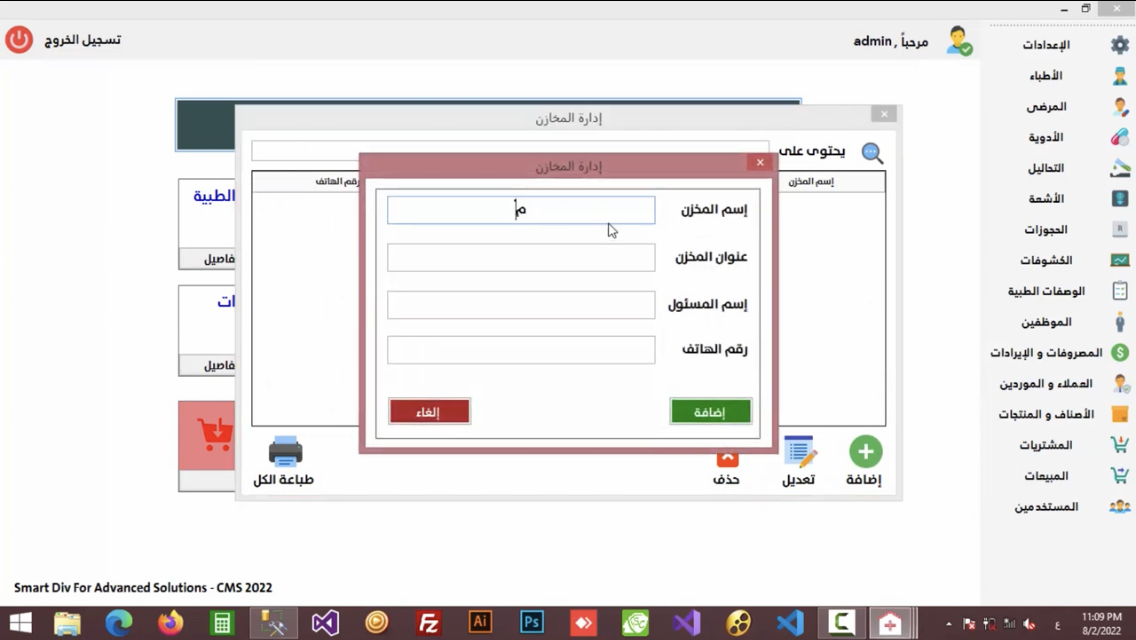 مرحباً , admin
تسجيل الخروج
الإعدادات
الأطباء
المرضى
الأدوية
التحاليل
الأشعة
الحجوزات
الكشوفات
الوصفات الطبية
الموظفين
المصروفات و الإيرادات
العملاء و الموردين
الأصناف و المنتجات
المشتريات
المبيعات
المستخدمين
إدارة المخازن
يحتوى على
إسم المخزن
رقم الهاتف
الطبية
فاصيل
ات
فاصيل
إدارة المخازن
إسم المخزن
م
عنوان المخزن
إسم المسئول
رقم الهاتف
إضافة
إلغاء
إضافة
تعديل
حذف
طباعة الكل
Smart Div For Advanced Solutions - CMS 2022
Fz
Ai
Ps
C
ع
11:09 PM
8/2/2022